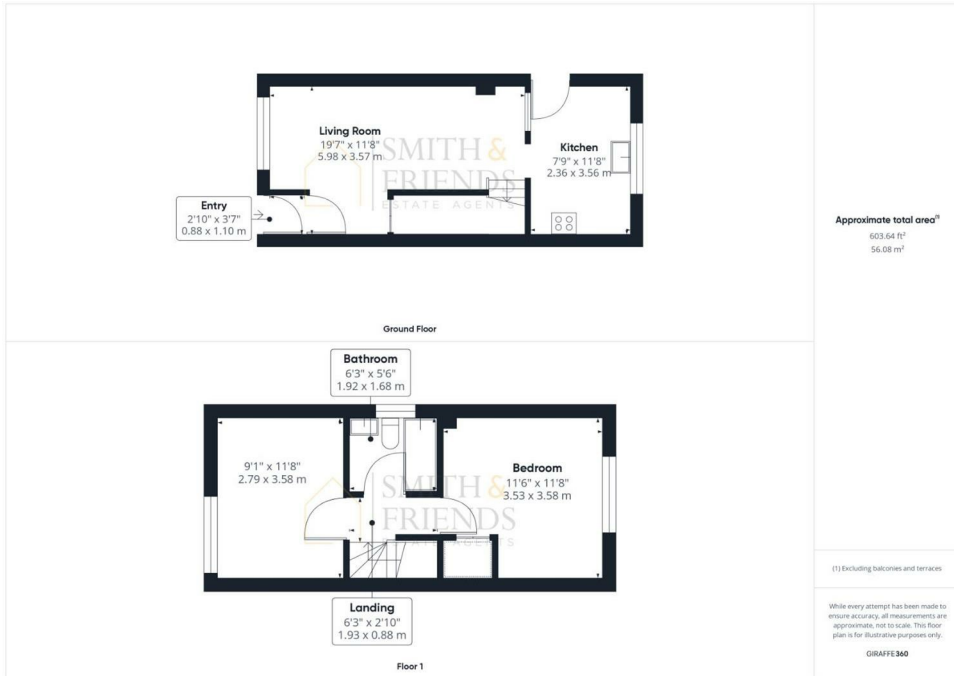 Living Room
19'7" x 11'8"
5.98 x 3.57 m
SMITH &
FRIENDS
ESTATE AGENTS
Kitchen
7'9" x 11'8"
2.36 x 3.56 m
Entry
2'10" x 3'7"
0.88 x 1.10 m
Ground Floor
Approximate total area(1)
603.64 ft²
56.08 m²
Bathroom
6'3" x 5'6"
1.92 x 1.68 m
9'1" x 11'8"
2.79 x 3.58 m
Bedroom
11'6" x 11'8"
3.53 x 3.58 m
SMITH &
FRIENDS
ESTATE AGENTS
Landing
6'3" x 2'10"
1.93 x 0.88 m
Floor 1
(1) Excluding balconies and terraces
While every attempt has been made to
ensure accuracy, all measurements are
approximate, not to scale. This floor
plan is for illustrative purposes only.
GIRAFFE360